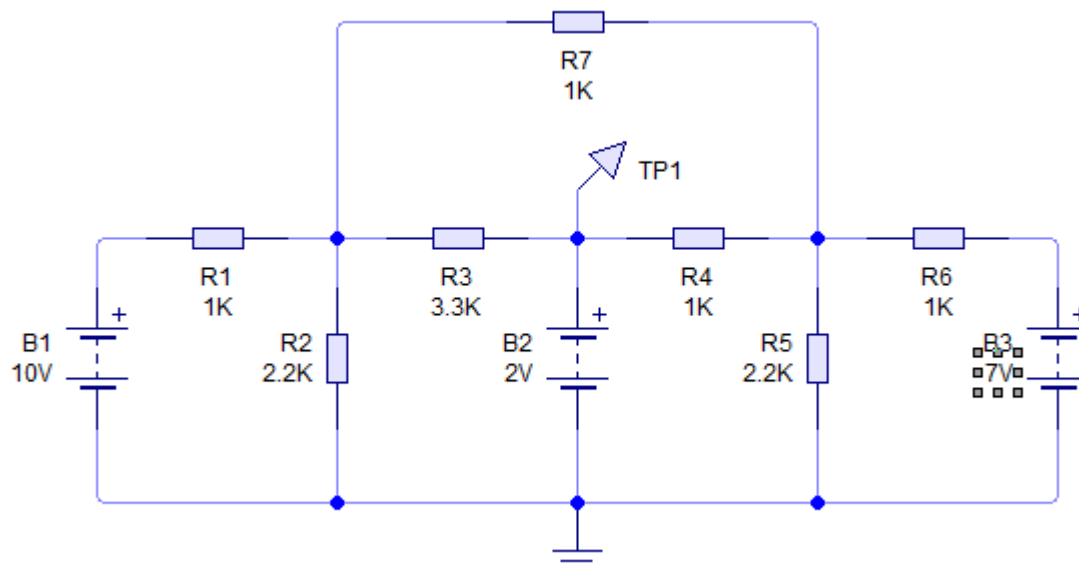 R7
1K
TP1
R1
1K
R3
3.3K
R4
1K
R6
1K
B1
10V
R2
2.2K
B2
2V
R5
2.2K
B3
7V
+
+
+